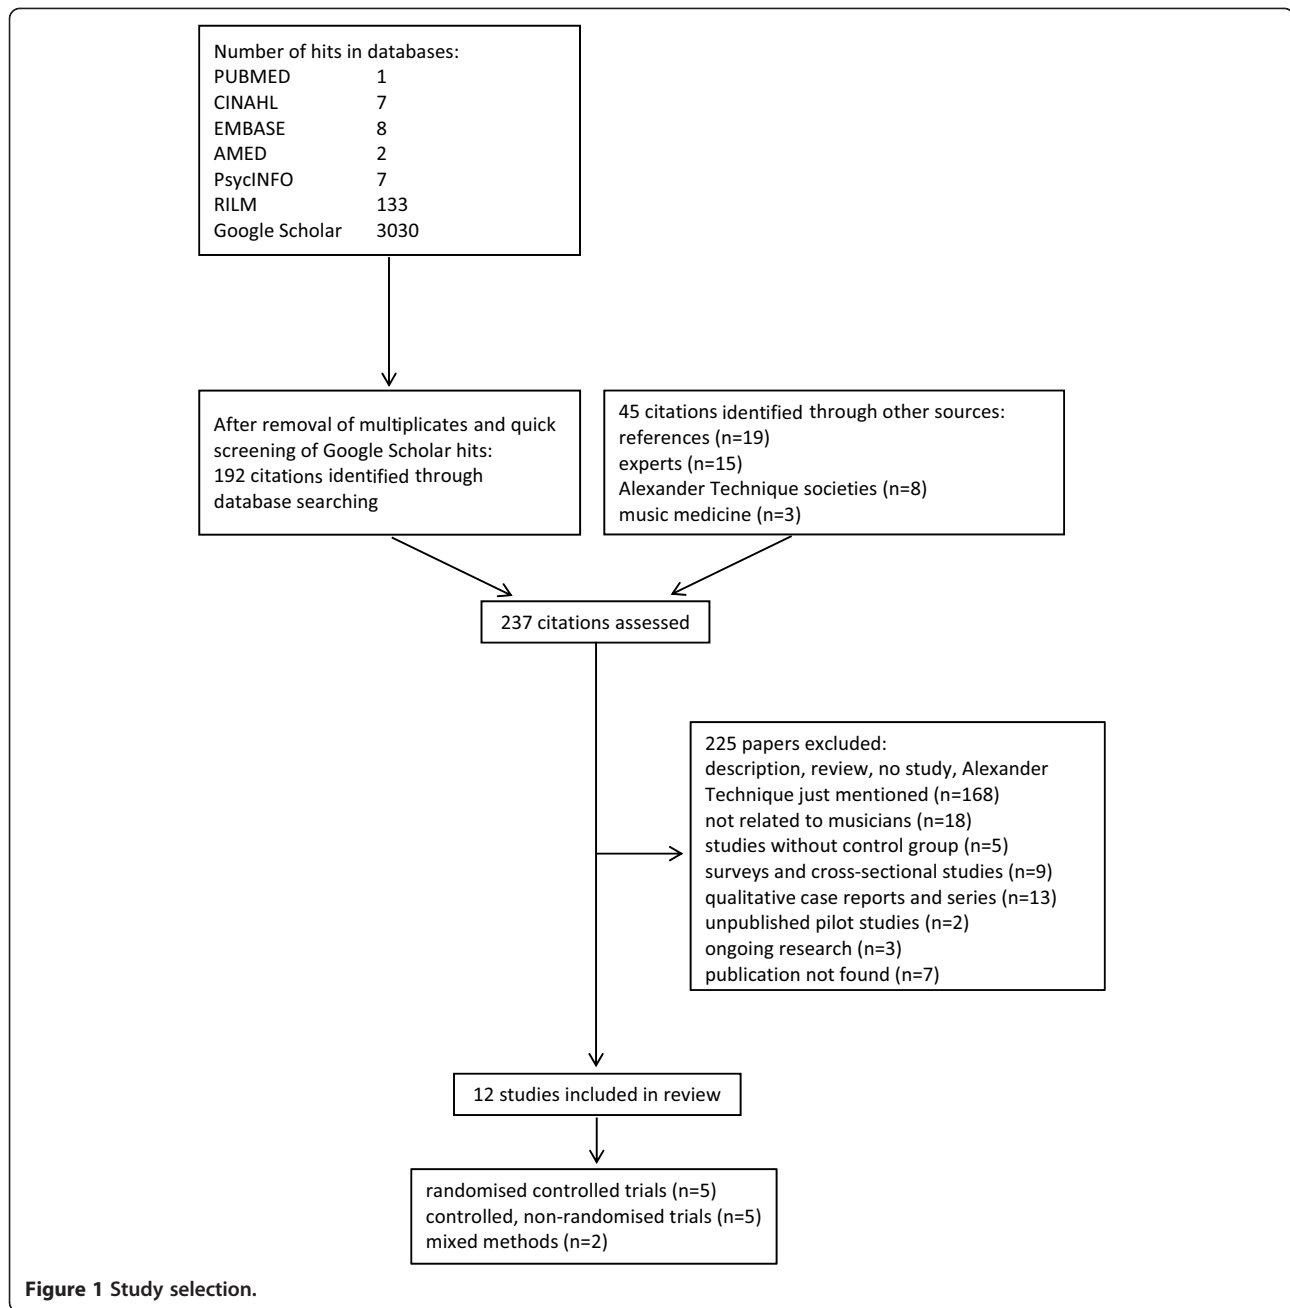 Number of hits in databases:
PUBMED 1
CINAHL 7
EMBASE 8
AMED 2
PsycINFO 7
RILM 133
Google Scholar 3030
After removal of multiplicates and quick
screening of Google Scholar hits:
192 citations identified through
database searching
45 citations identified through other sources:
references (n=19)
experts (n=15)
Alexander Technique societies (n=8)
music medicine (n=3)
237 citations assessed
225 papers excluded:
description, review, no study, Alexander
Technique just mentioned (n=168)
not related to musicians (n=18)
studies without control group (n=5)
surveys and cross-sectional studies (n=9)
qualitative case reports and series (n=13)
unpublished pilot studies (n=2)
ongoing research (n=3)
publication not found (n=7)
12 studies included in review
randomised controlled trials (n=5)
controlled, non-randomised trials (n=5)
mixed methods (n=2)
Figure 1 Study selection.